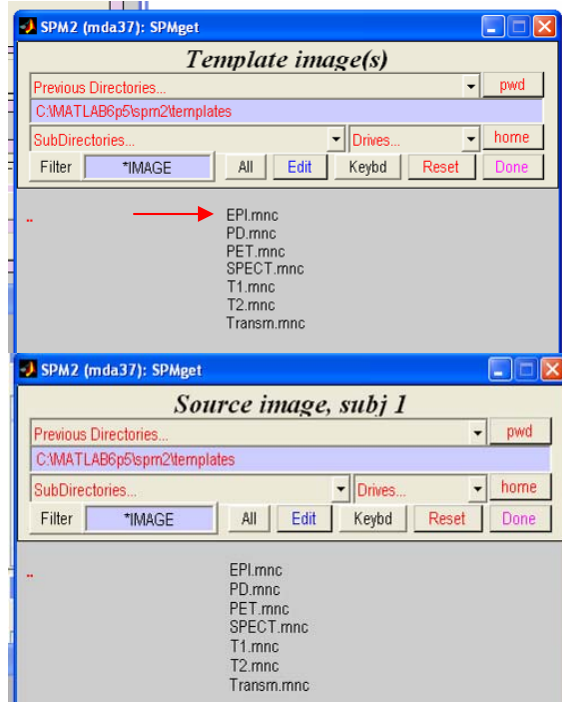 SPM2 (mda37): SPMget
Template image(s)
Previous Directories... pwd
C:\MATLAB6p5\spm2\templates
SubDirectories... Drives... home
Filter *IMAGE All Edit Keybd Reset Done
.. EPI.mnc
PD.mnc
PET.mnc
SPECT.mnc
T1.mnc
T2.mnc
Transm.mnc
SPM2 (mda37): SPMget
Source image, subj 1
Previous Directories... pwd
C:\MATLAB6p5\spm2\templates
SubDirectories... Drives... home
Filter *IMAGE All Edit Keybd Reset Done
.. EPI.mnc
PD.mnc
PET.mnc
SPECT.mnc
T1.mnc
T2.mnc
Transm.mnc